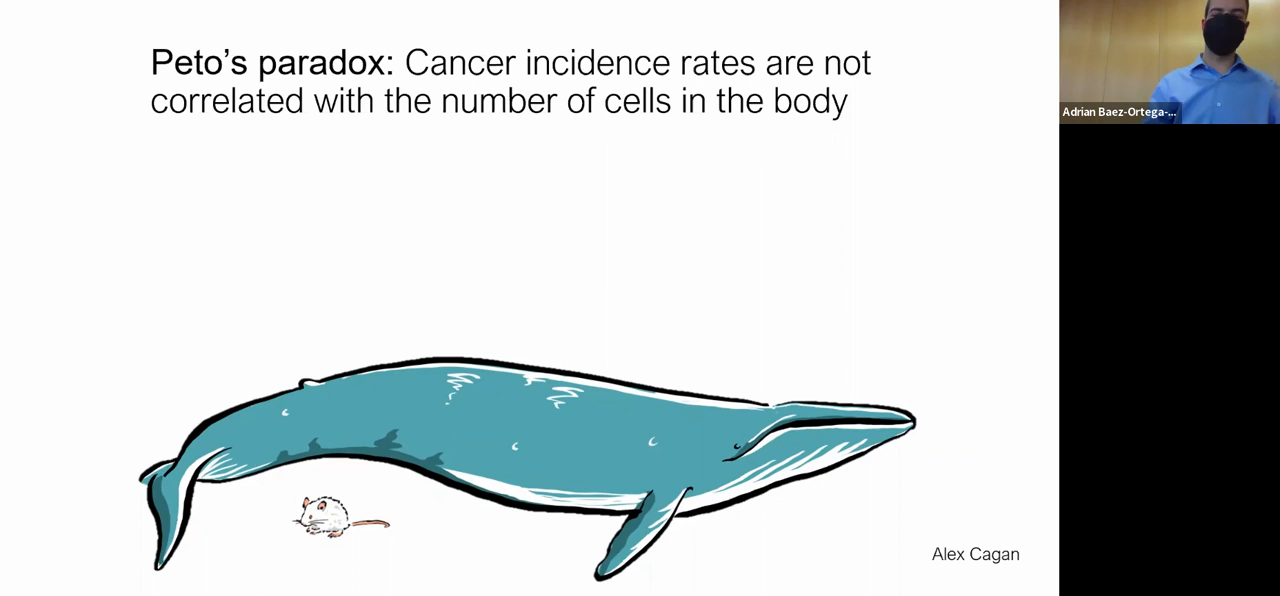 Peto’s paradox: Cancer incidence rates are not
correlated with the number of cells in the body
Adrian Baez-Ortega-...
Alex Cagan